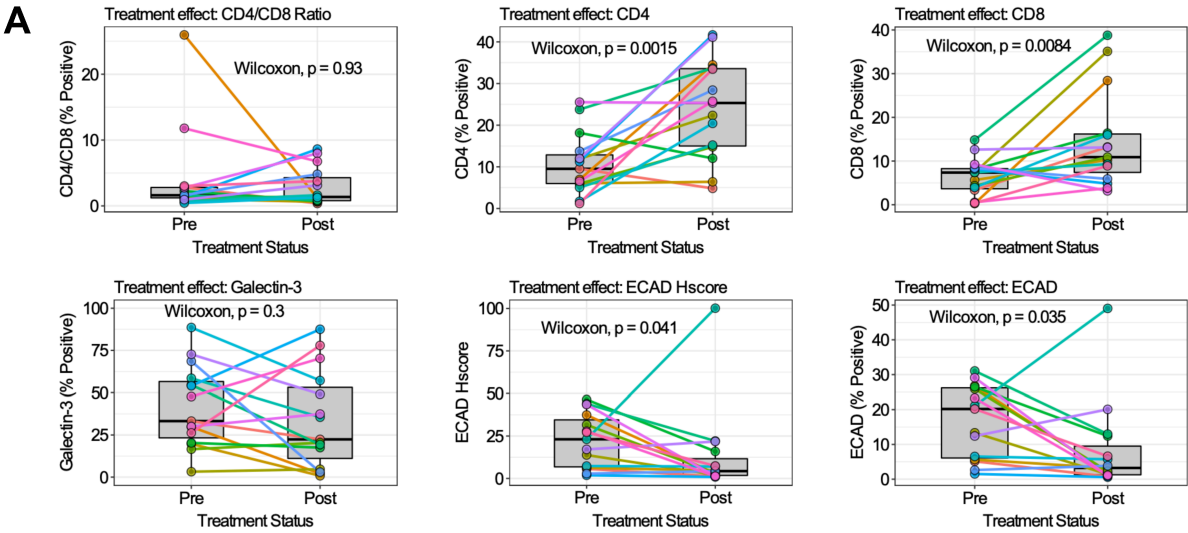 A
Treatment effect: CD4/CD8 Ratio
CD4/CD8 (% Positive)
20
10
0
Wilcoxon, p = 0.93
Pre Post
Treatment Status
Treatment effect: CD4
CD4 (% Positive)
40
30
20
10
0
Wilcoxon, p = 0.0015
Pre Post
Treatment Status
Treatment effect: CD8
CD8 (% Positive)
40
30
20
10
0
Wilcoxon, p = 0.0084
Pre Post
Treatment Status
Treatment effect: Galectin-3
Galectin-3 (% Positive)
100
75
50
25
0
Wilcoxon, p = 0.3
Pre Post
Treatment Status
Treatment effect: ECAD Hscore
ECAD Hscore
100
75
50
25
0
Wilcoxon, p = 0.041
Pre Post
Treatment Status
Treatment effect: ECAD
ECAD (% Positive)
50
40
30
20
10
0
Wilcoxon, p = 0.035
Pre Post
Treatment Status